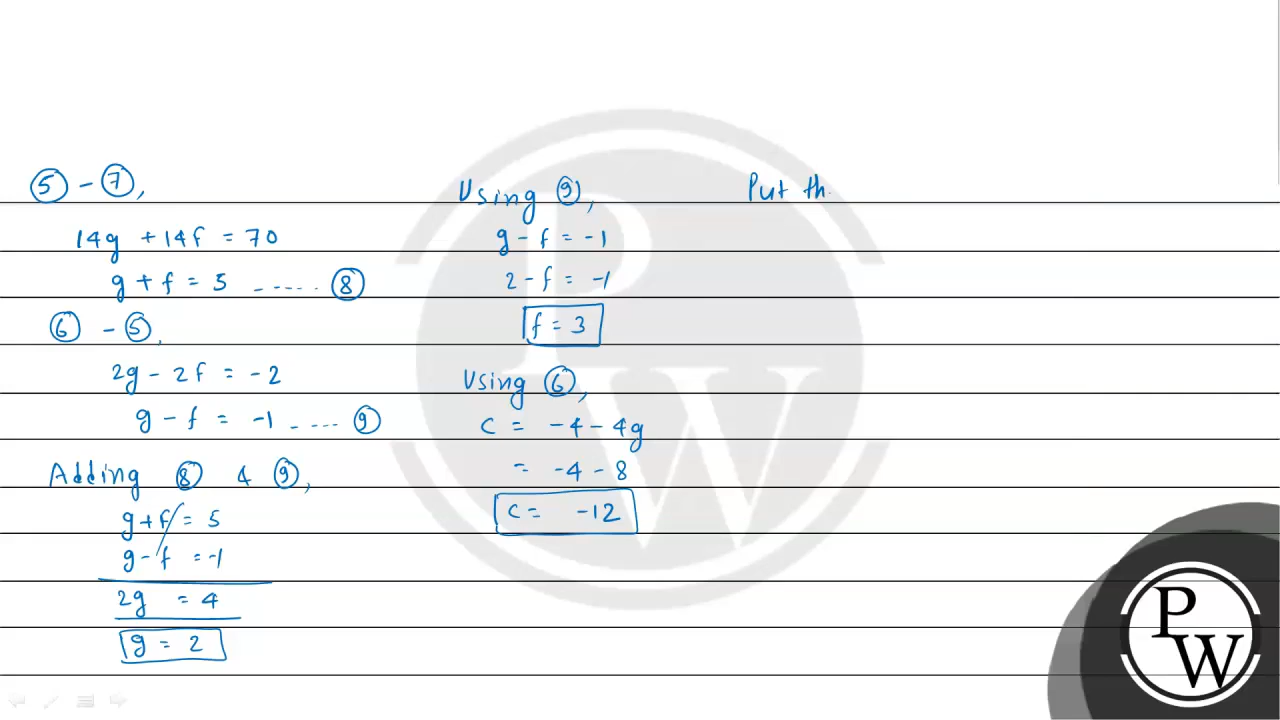 ⑤ - ⑦,
14g + 14f = 70
g + f = 5 ------- ⑧
⑥ - ⑤,
2g - 2f = -2
g - f = -1 ------ ⑨
Adding ⑧ & ⑨,
g + f = 5
g - f = -1
2g = 4
g = 2
Using ⑨,
g - f = -1
2 - f = -1
f = 3
Using ⑥,
C = -4 - 4g
= -4 - 8
C = -12
Put th
PW
PW